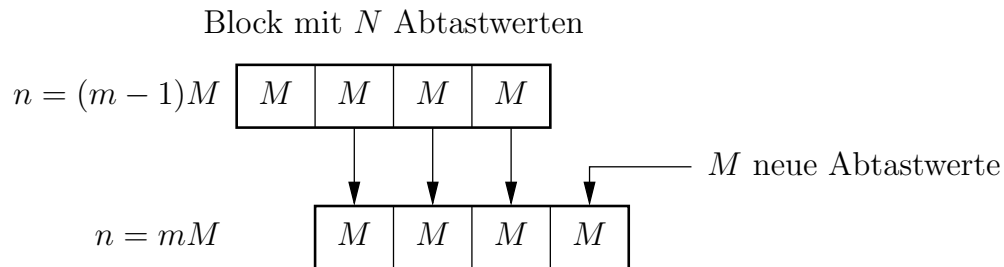 Block mit N Abtastwerten
n = (m − 1)M M M M M
M neue Abtastwerte
n = mM M M M M